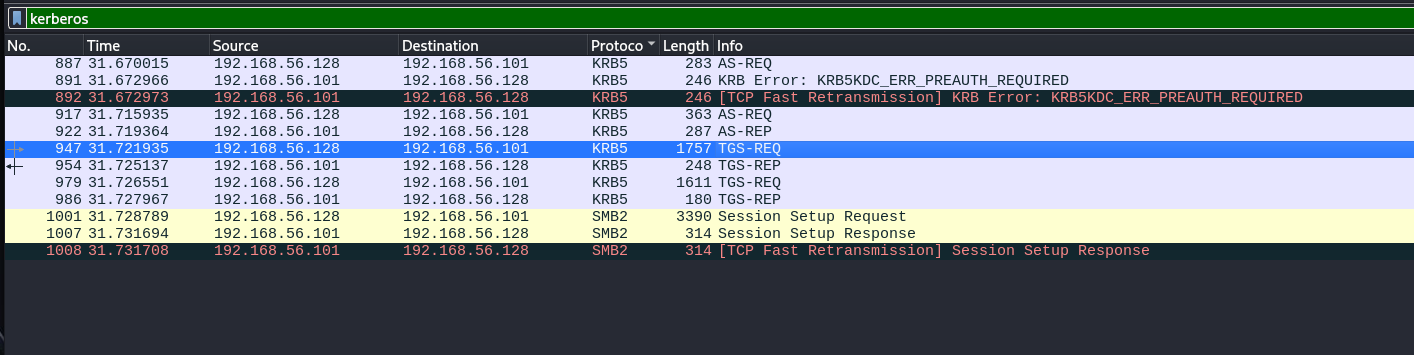 kerberos
No. Time Source Destination Protoco Length Info
887 31.670015 192.168.56.128 192.168.56.101 KRB5 283 AS-REQ
891 31.672966 192.168.56.101 192.168.56.128 KRB5 246 KRB Error: KRB5KDC_ERR_PREAUTH_REQUIRED
892 31.672973 192.168.56.101 192.168.56.128 KRB5 246 [TCP Fast Retransmission] KRB Error: KRB5KDC_ERR_PREAUTH_REQUIRED
917 31.715935 192.168.56.128 192.168.56.101 KRB5 363 AS-REQ
922 31.719364 192.168.56.101 192.168.56.128 KRB5 287 AS-REP
947 31.721935 192.168.56.128 192.168.56.101 KRB5 1757 TGS-REQ
954 31.725137 192.168.56.101 192.168.56.128 KRB5 248 TGS-REP
979 31.726551 192.168.56.128 192.168.56.101 KRB5 1611 TGS-REQ
986 31.727967 192.168.56.101 192.168.56.128 KRB5 180 TGS-REP
1001 31.728789 192.168.56.128 192.168.56.101 SMB2 3390 Session Setup Request
1007 31.731694 192.168.56.101 192.168.56.128 SMB2 314 Session Setup Response
1008 31.731708 192.168.56.101 192.168.56.128 SMB2 314 [TCP Fast Retransmission] Session Setup Response